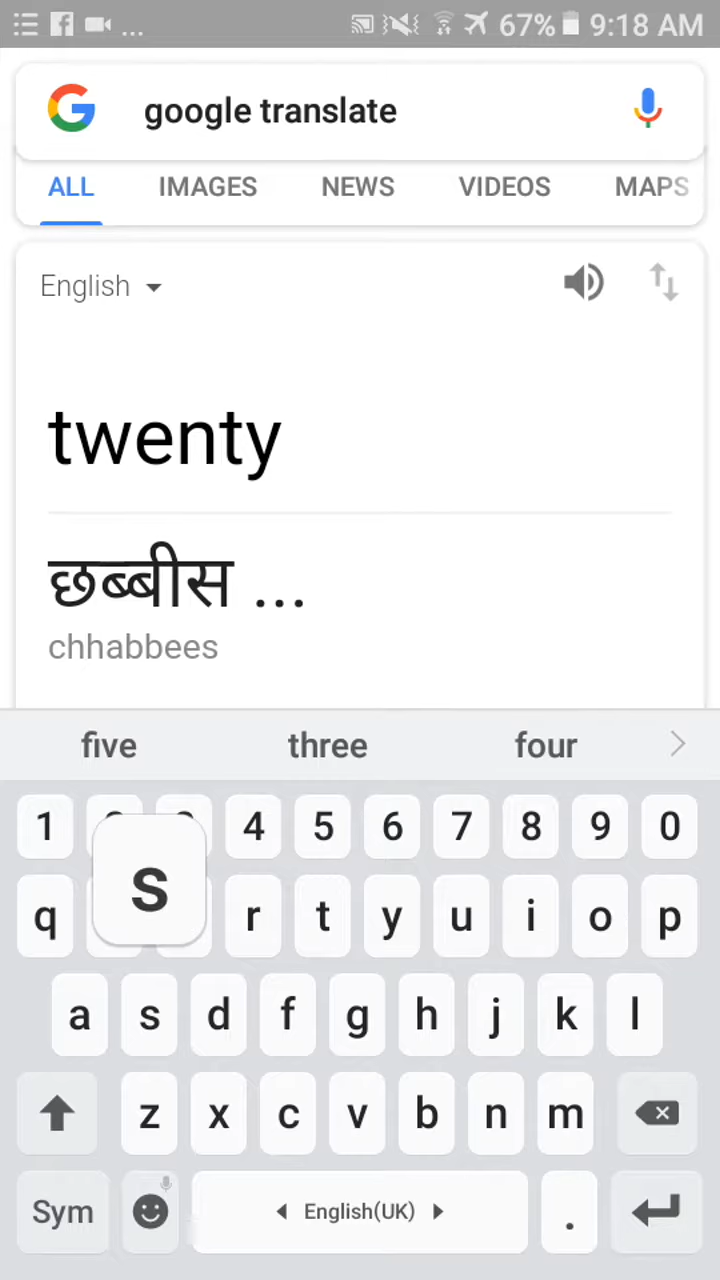 ... 67% 9:18 AM
google translate
ALL IMAGES NEWS VIDEOS MAPS
English
twenty
छब्बीस ...
chhabbees
five three four
1 4 5 6 7 8 9 0
s
q r t y u i o p
a s d f g h j k l
z x c v b n m
Sym English(UK) .